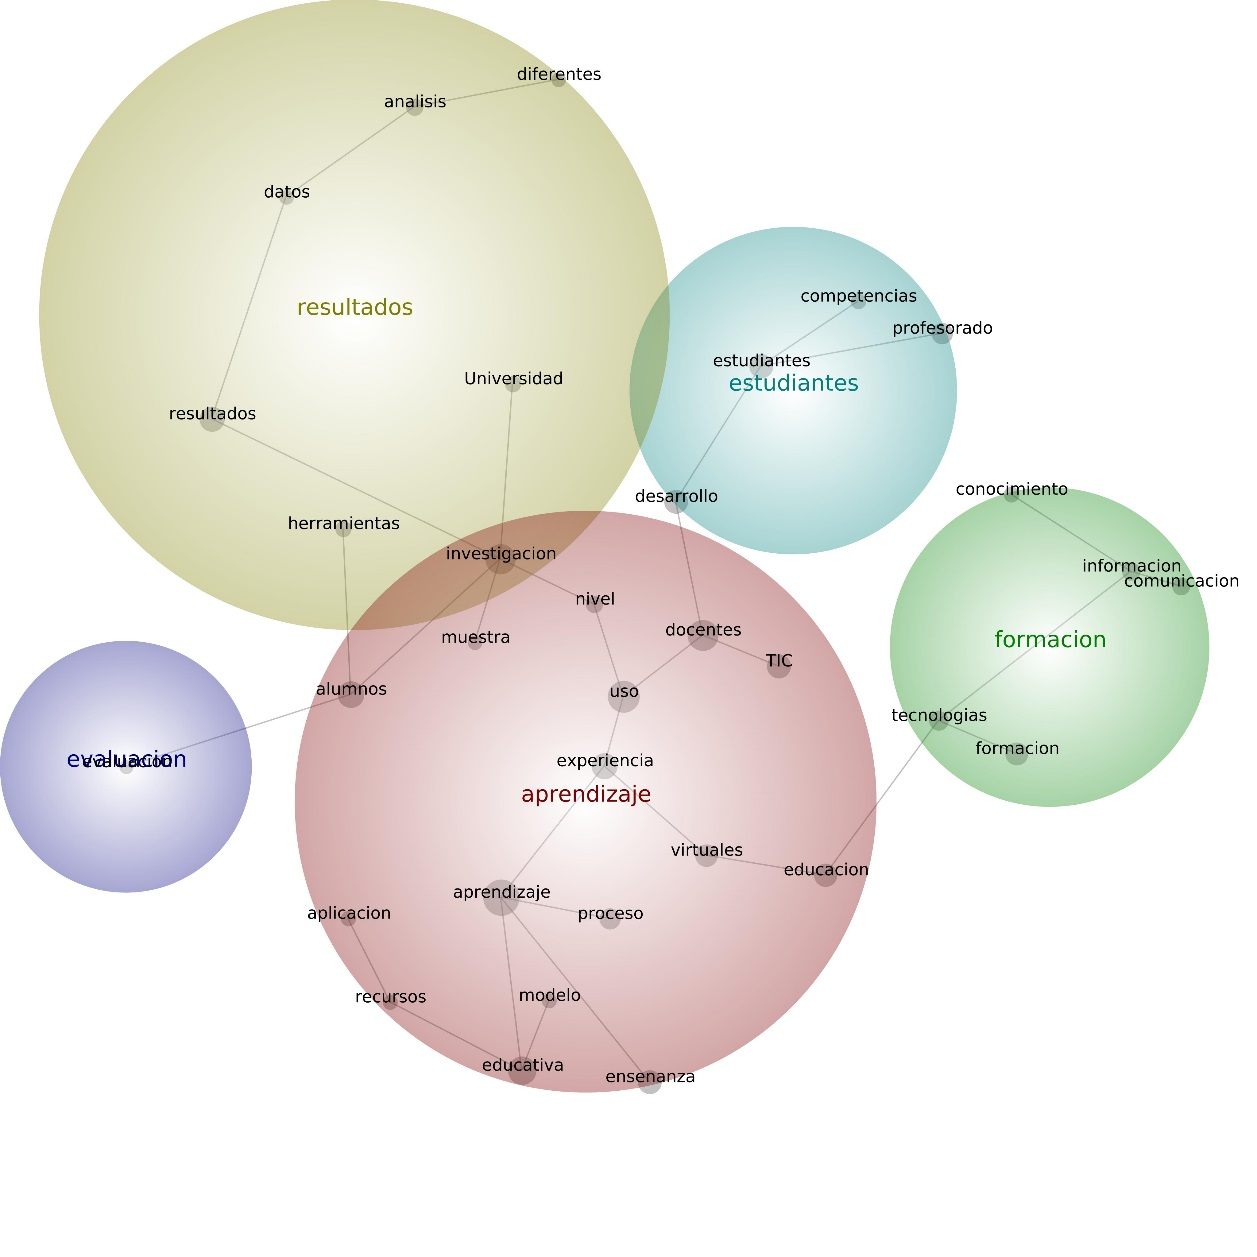 diferentes
analisis
datos
competencias
resultados
profesorado
estudiantes
Universidad
estudiantes
resultados
conocimiento
desarrollo
herramientas
investigacion
informacion
comunicacion
nivel
docentes
muestra
formacion
TIC
alumnos
uso
tecnologias
formacion
evaluacion
evaluacion
experiencia
aprendizaje
virtuales
educacion
aprendizaje
aplicacion
proceso
modelo
recursos
educativa
ensenanza